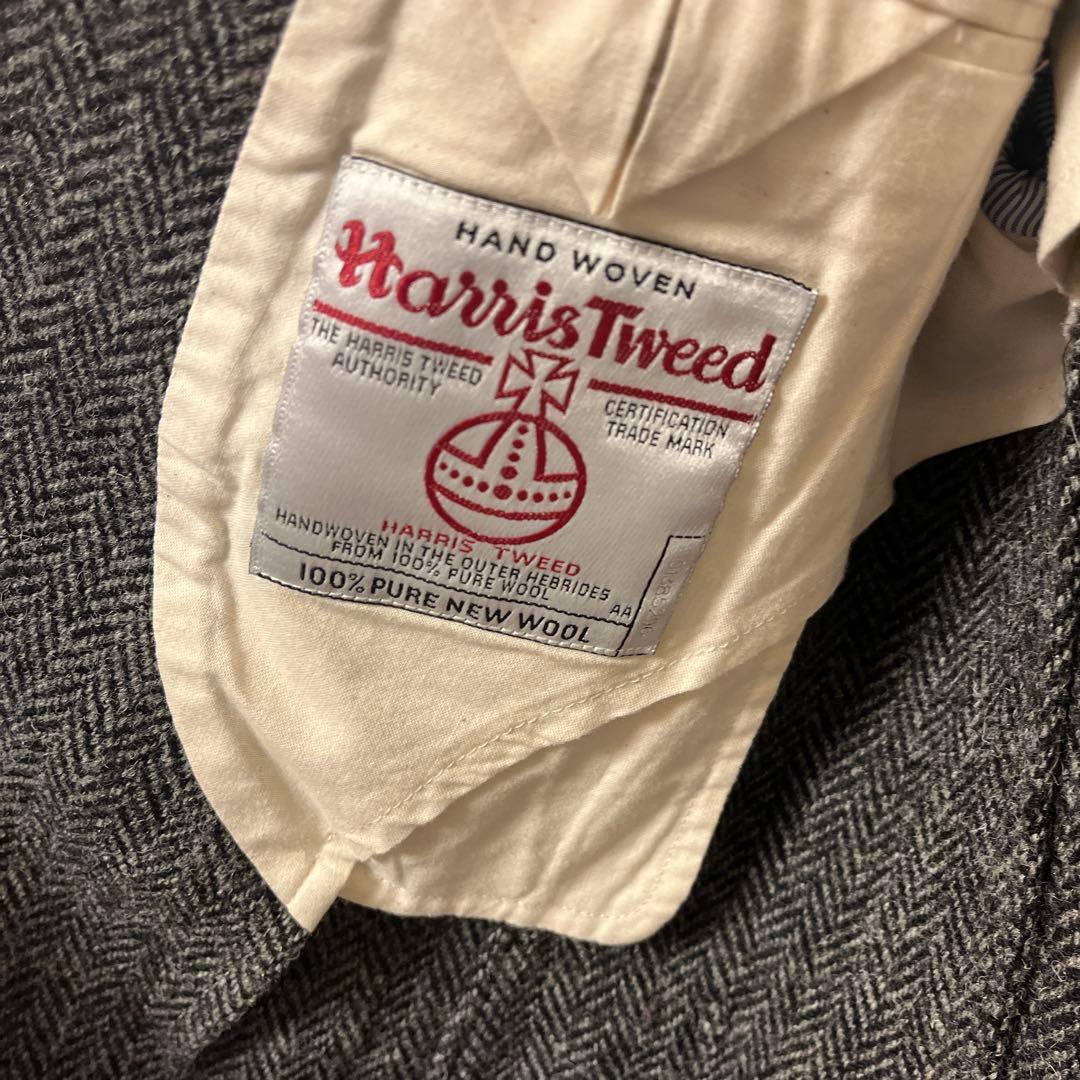 HAND WOVEN
Harris Tweed
THE HARRIS TWEED
AUTHORITY
CERTIFICATION
TRADE MARK
HARRIS TWEED
HANDWOVEN IN THE OUTER HEBRIDES
FROM 100% PURE WOOL
AA
100% PURE NEW WOOL